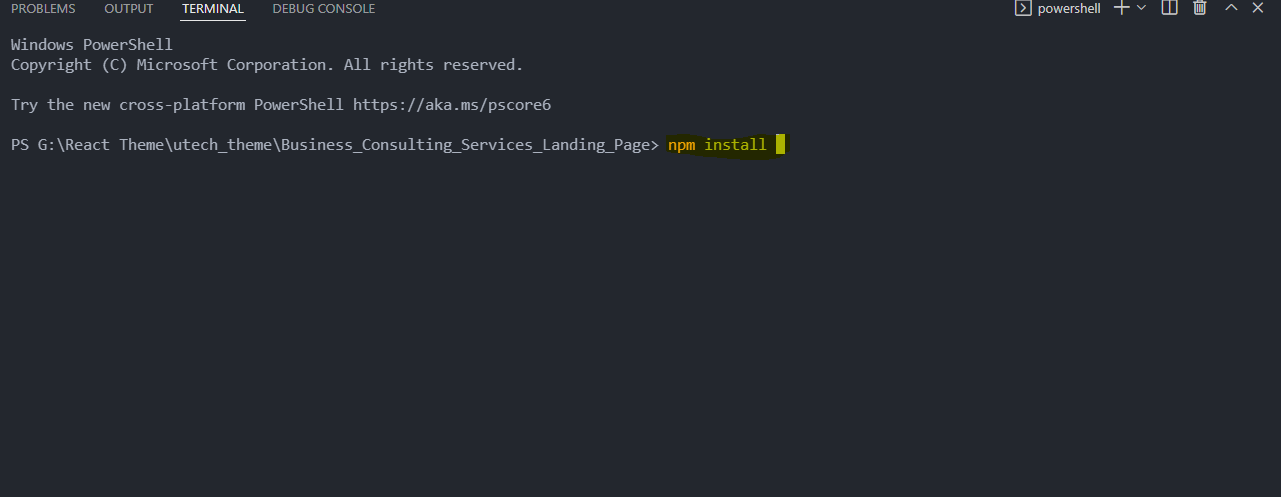 PROBLEMS OUTPUT TERMINAL DEBUG CONSOLE powershell
Windows PowerShell
Copyright (C) Microsoft Corporation. All rights reserved.
Try the new cross-platform PowerShell https://aka.ms/pscore6
PS G:\React Theme\utech_theme\Business_Consulting_Services_Landing_Page> npm install